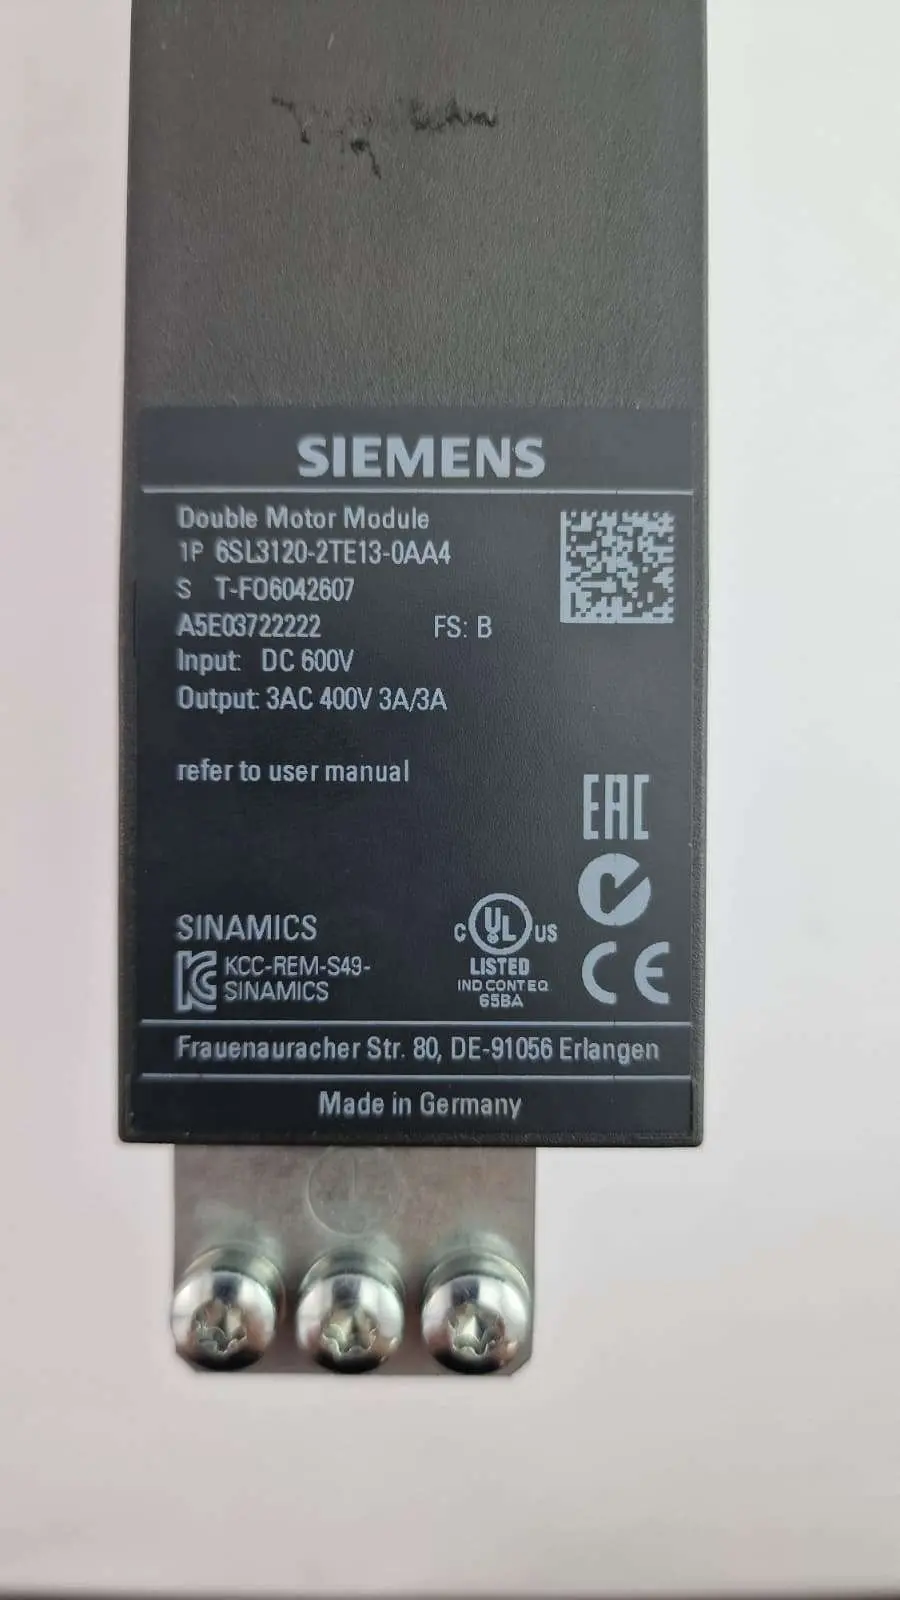 SIEMENS
Double Motor Module
1P 6SL3120-2TE13-0AA4
S T-FO6042607
A5E03722222 FS: B
Input: DC 600V
Output: 3AC 400V 3A/3A
refer to user manual
EAC
SINAMICS
KCC-REM-S49-
SINAMICS
C UL US
LISTED
IND CONT EQ
65BA
CE
Frauenauracher Str. 80, DE-91056 Erlangen
Made in Germany